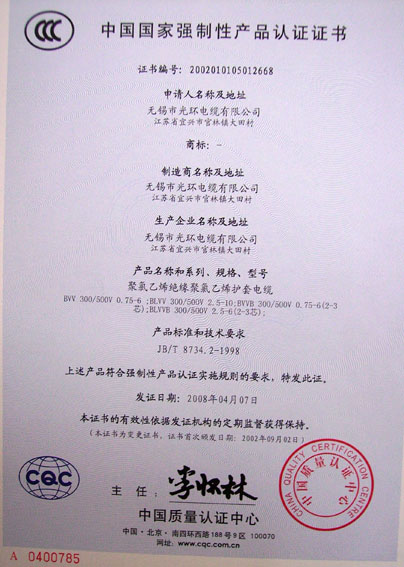 中国国家强制性产品认证证书
证书编号: 2002010105012668
申请人名称及地址
无锡市光环电缆有限公司
江苏省宜兴市官林镇大田村
商标: -
制造商名称及地址
无锡市光环电缆有限公司
江苏省宜兴市官林镇大田村
生产企业名称及地址
无锡市光环电缆有限公司
江苏省宜兴市官林镇大田村
产品名称和系列、规格、型号
聚氯乙烯绝缘聚氯乙烯护套电缆
BVV 300/500V 0.75-6 ;BLVV 300/500V 2.5-10;BVVB 300/500V 0.75-6(2-3
芯);BLVVB 300/500V 2.5-6(2-3芯);
产品标准和技术要求
JB/T 8734.2-1998
上述产品符合强制性产品认证实施规则的要求，特发此证。
发证日期: 2008年04月07日
本证书的有效性依据发证机构的定期监督获得保持。
(本证书为变更证书，证书首次颁发日期: 2002年09月02日)
CHINA QUALITY CERTIFICATION CENTRE
中国质量认证中心
CQC
主任: 李怀林
中国质量认证中心
中国·北京·南四环西路188号9区 100070
网址: www.cqc.com.cn
A 0400785